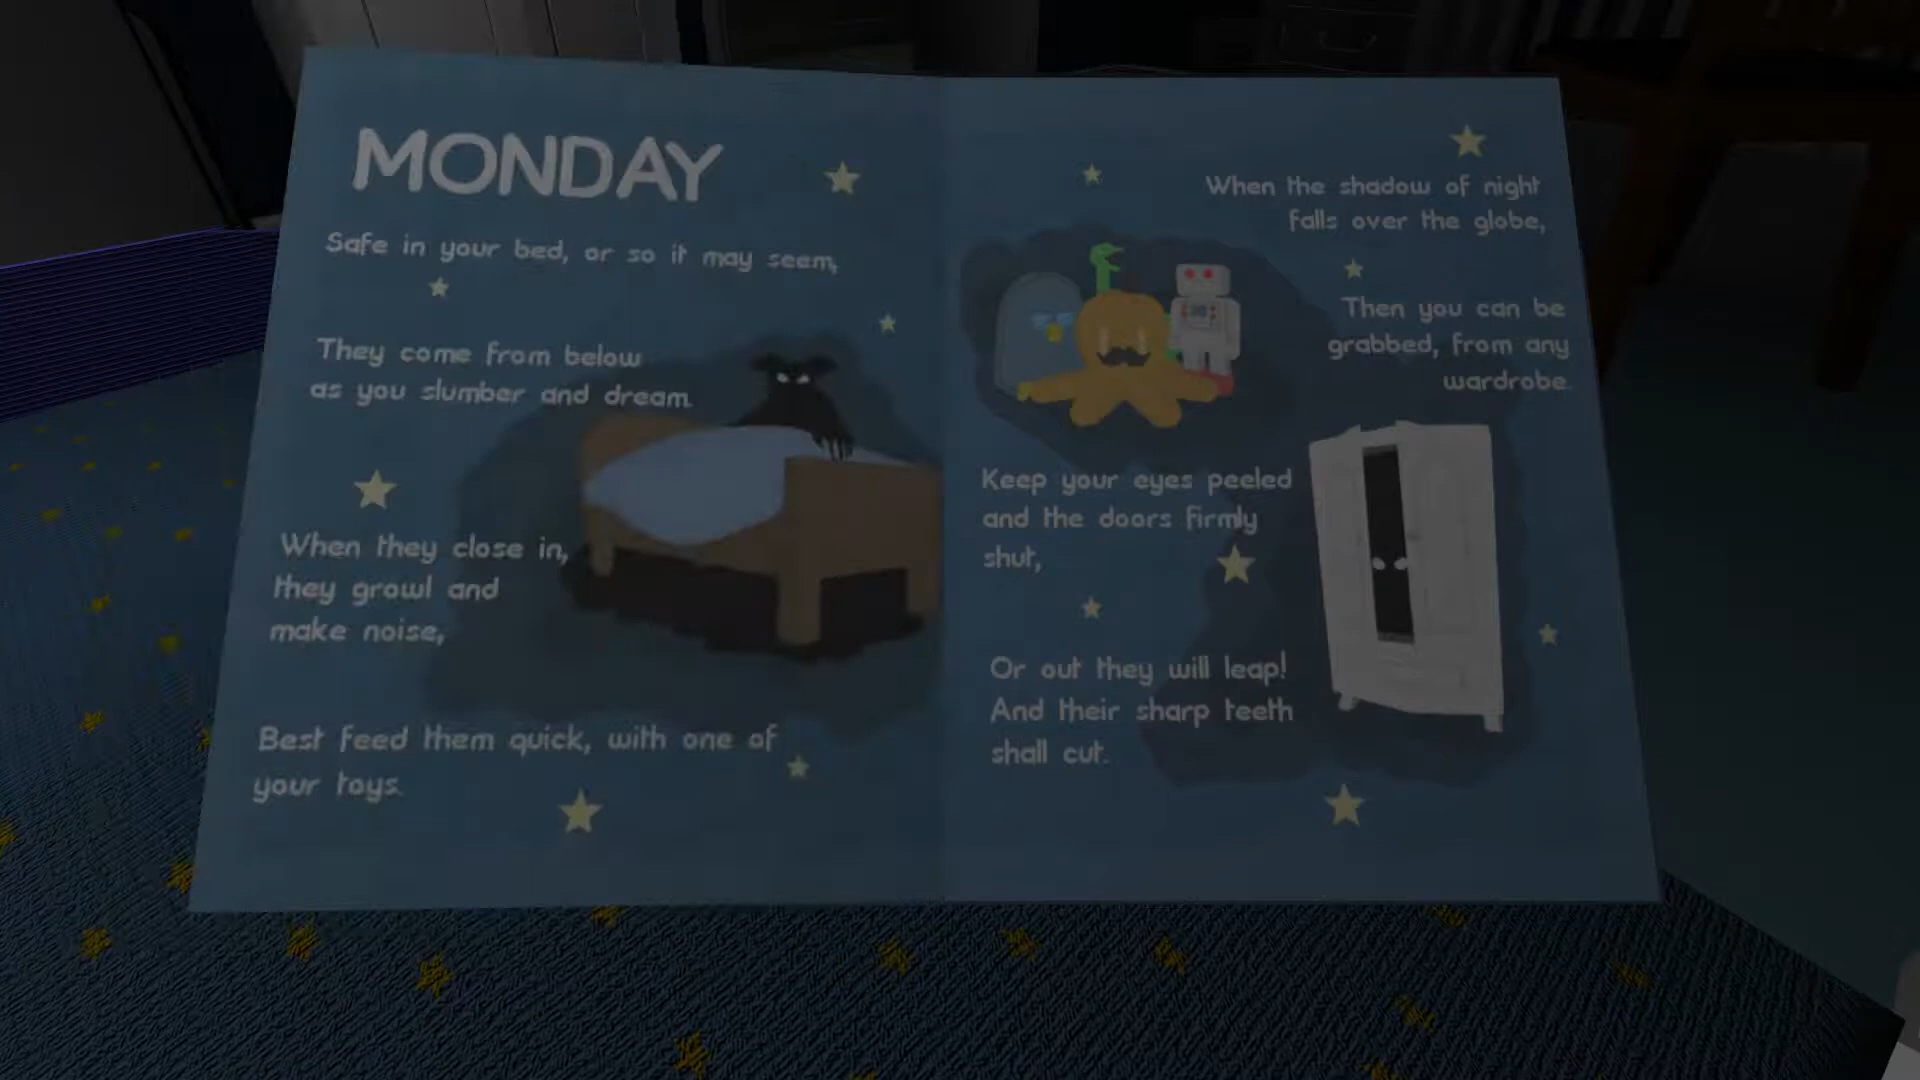 MONDAY
Safe in your bed, or so it may seem,
They come from below
as you slumber and dream.
When they close in,
they growl and
make noise,
Best feed them quick, with one of
your toys.
When the shadow of night
falls over the globe,
Then you can be
grabbed, from any
wardrobe.
Keep your eyes peeled
and the doors firmly
shut,
Or out they will leap!
And their sharp teeth
shall cut.